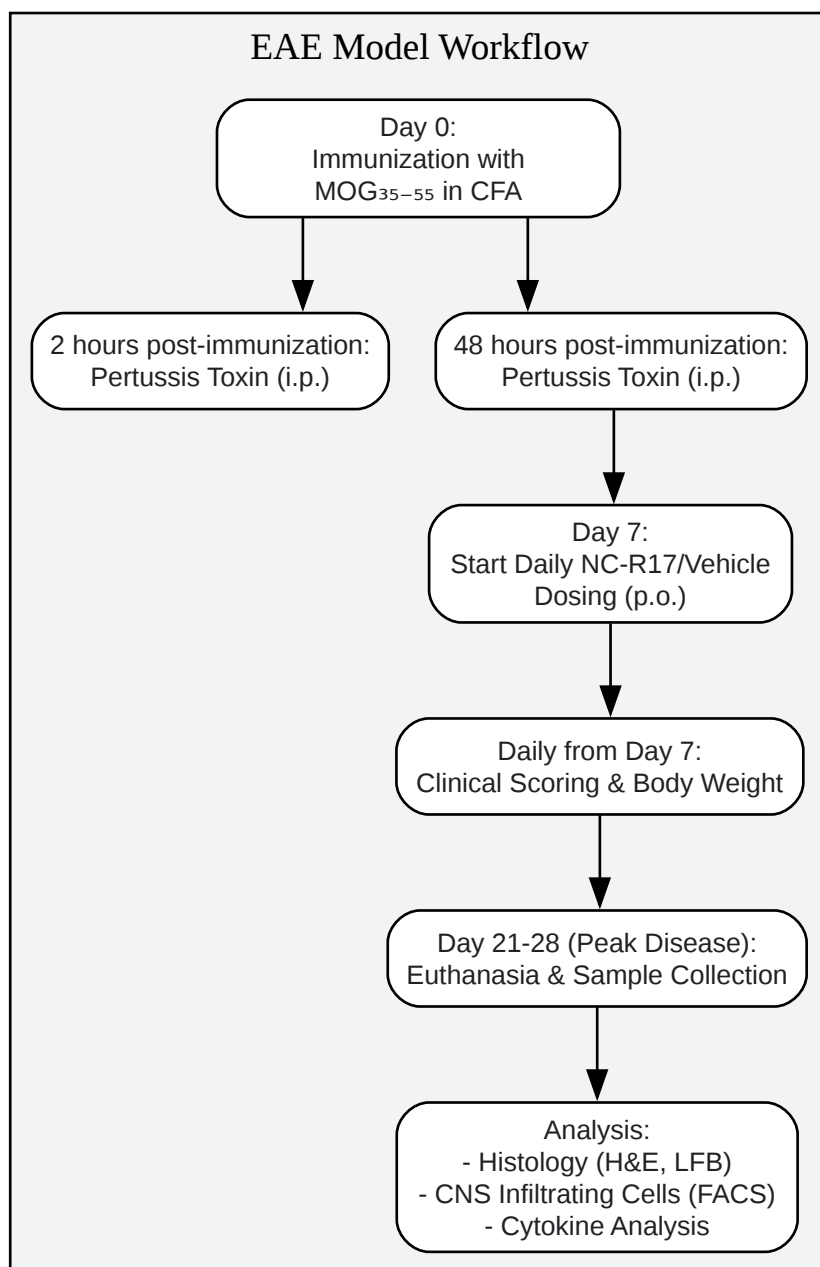 EAE Model Workflow
Day 0:
Immunization with
MOG₃₅₋₅₅ in CFA
2 hours post-immunization:
Pertussis Toxin (i.p.)
48 hours post-immunization:
Pertussis Toxin (i.p.)
Day 7:
Start Daily NC-R17/Vehicle
Dosing (p.o.)
Daily from Day 7:
Clinical Scoring & Body Weight
Day 21-28 (Peak Disease):
Euthanasia & Sample Collection
Analysis:
- Histology (H&E, LFB)
- CNS Infiltrating Cells (FACS)
- Cytokine Analysis